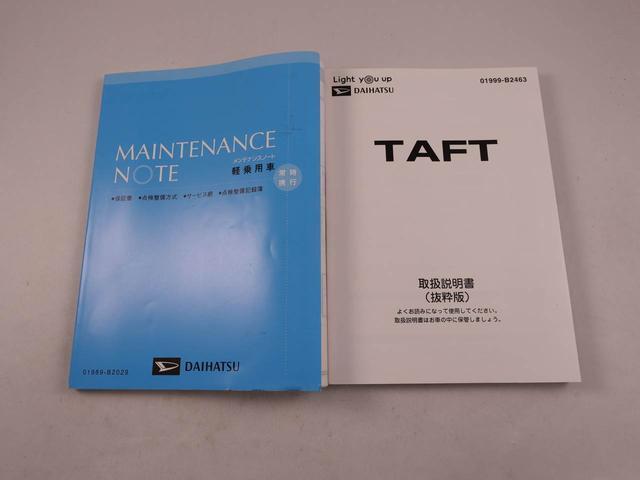 MAINTENANCE
NOTE
メンテナンスノート
軽乗用車
常時
携行
●保証書 ●点検整備方式 ●サービス網 ●点検整備記録簿
DAIHATSU
01989-B2029
Light you up
DAIHATSU
01999-B2463
TAFT
取扱説明書
（抜粋版）
よくお読みになって使用してください。
取扱説明書はお車の中に保管しましょう。